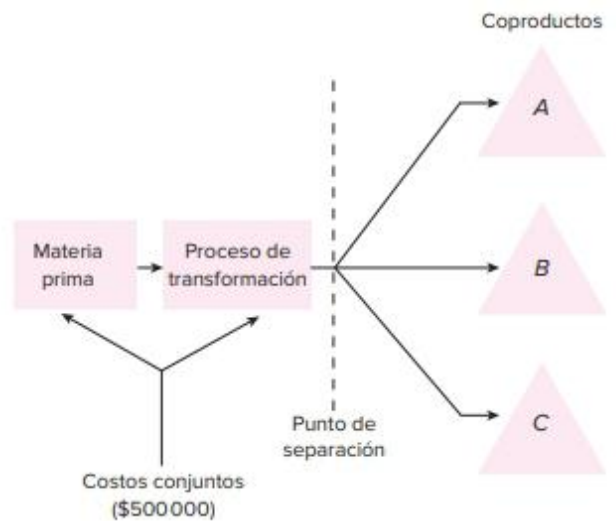 Coproductos
A
Materia
prima
Proceso de
transformación
B
C
Punto de
separación
Costos conjuntos
($500 000)